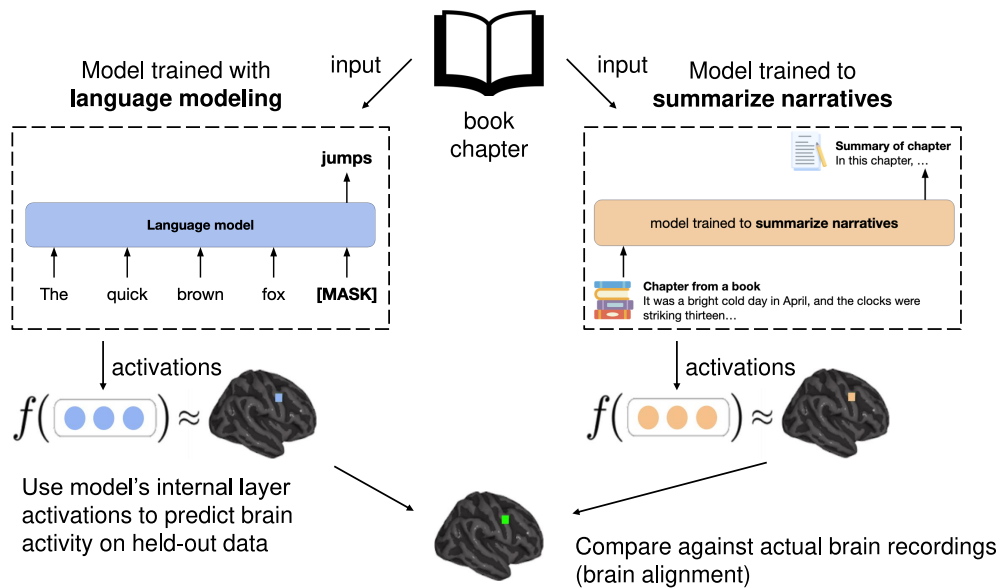 Model trained with
language modeling
input
book
chapter
input
Model trained to
summarize narratives
jumps
Language model
The quick brown fox [MASK]
Summary of chapter
In this chapter, …
model trained to summarize narratives
Chapter from a book
It was a bright cold day in April, and the clocks were
striking thirteen…
activations
f( ) ≈
activations
f( ) ≈
Use model's internal layer
activations to predict brain
activity on held-out data
Compare against actual brain recordings
(brain alignment)